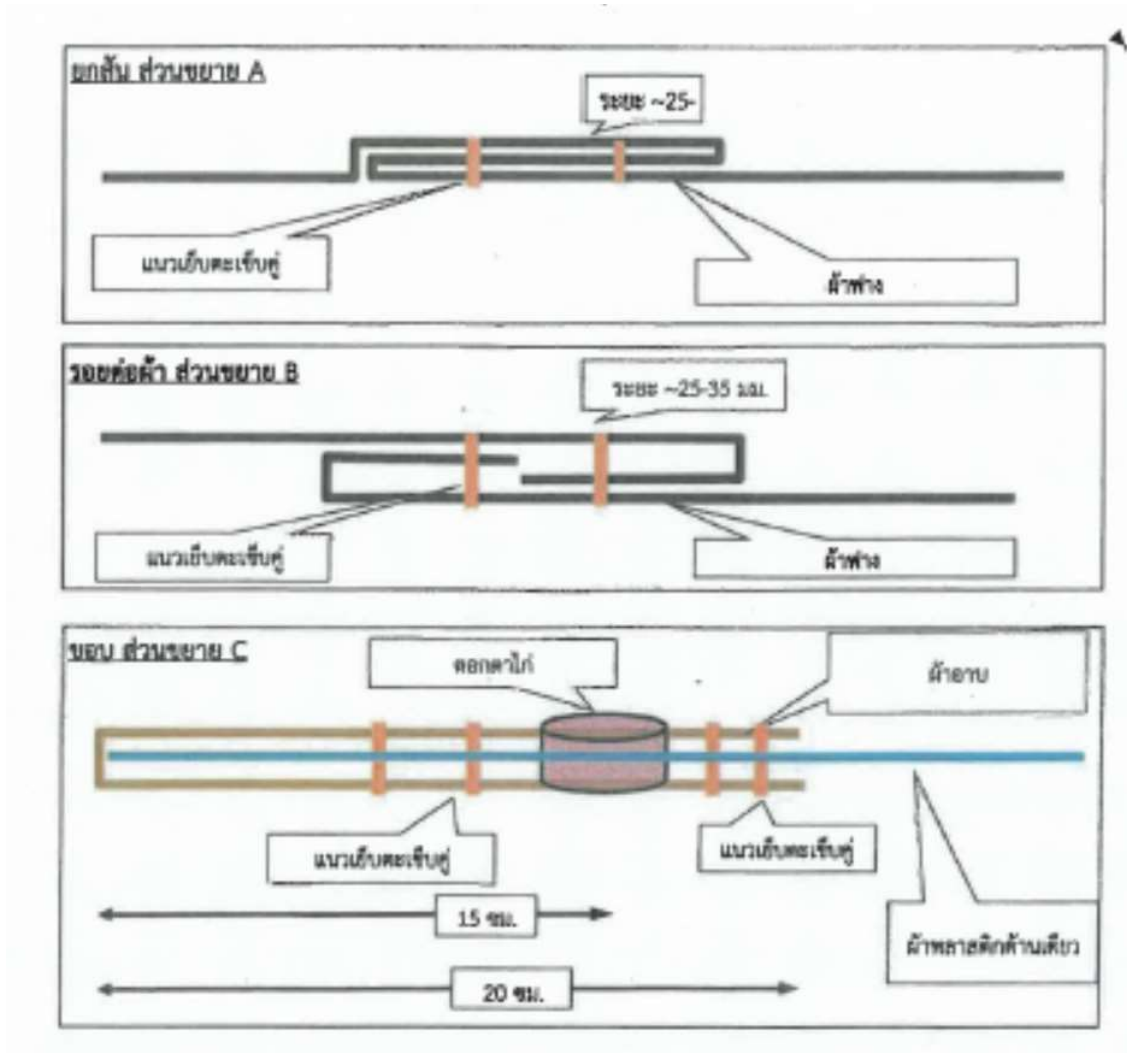 ยกสัน ส่วนขยาย A
ระยะ ~25-
แนวเย็บตะเข็บคู่
ผ้าฟาง
รอยต่อผ้า ส่วนขยาย B
ระยะ ~25-35 มม.
แนวเย็บตะเข็บคู่
ผ้าฟาง
ขอบ ส่วนขยาย C
ตอกตาไก่
ผ้าอาบ
แนวเย็บตะเข็บคู่
แนวเย็บตะเข็บคู่
15 ซม.
ผ้าพลาสติกด้านเดียว
20 ซม.